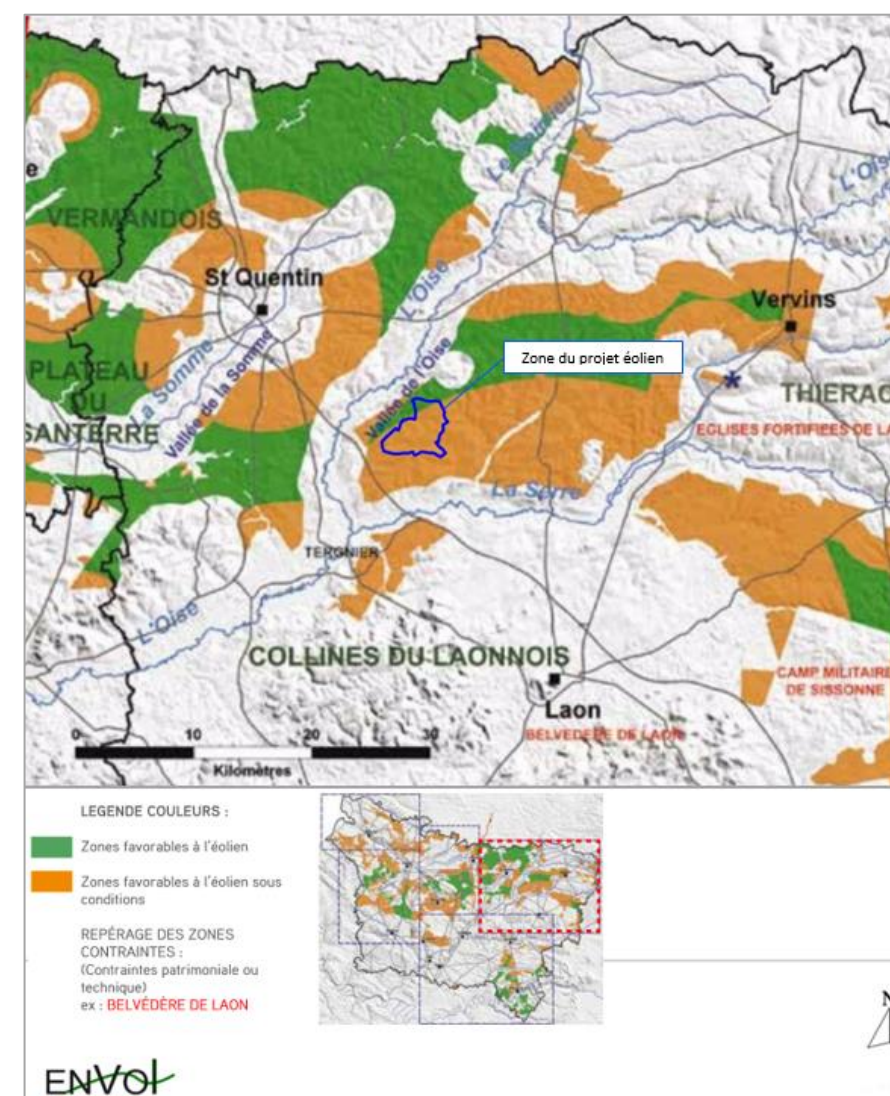 e
L'Ois
Le Noirrieu
VERMANDOIS
St Quentin
L'Oise
Vervins
Zone du projet éolien
PLATEAU
DU
SANTERRE
La Somme
Vallée de la Somme
Vallée de l'Oise
*
THIERAC
EGLISES FORTIFIEES DE LA
La Serre
TERGNIER
L'Oise
COLLINES DU LAONNOIS
CAMP MILITAIRE
DE SISSONNE
Laon
BELVEDERE DE LAON
0 10 20 30
Kilomètres
LEGENDE COULEURS :
Zones favorables à l'éolien
Zones favorables à l'éolien sous
conditions
REPÉRAGE DES ZONES
CONTRAINTES :
(Contraintes patrimoniale ou
technique)
ex : BELVÉDÈRE DE LAON
N
ENVOl